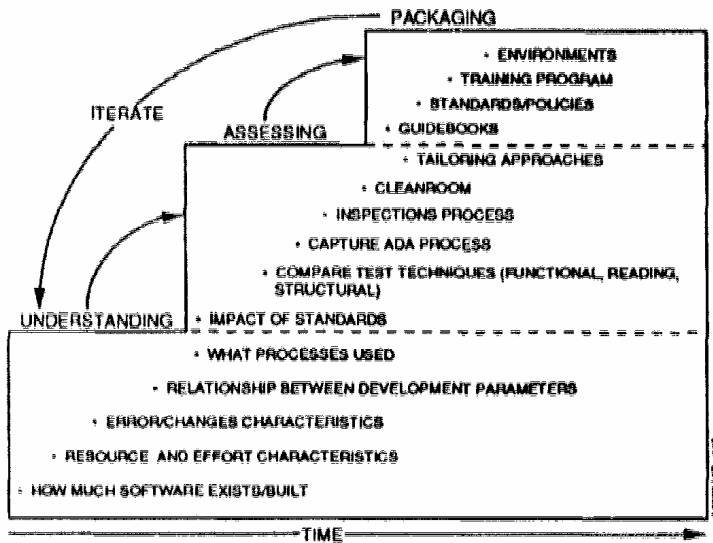 PACKAGING
• ENVIRONMENTS
• TRAINING PROGRAM
• STANDARDS/POLICIES
• GUIDEBOOKS
ITERATE
ASSESSING
• TAILORING APPROACHES
• CLEANROOM
• INSPECTIONS PROCESS
• CAPTURE ADA PROCESS
• COMPARE TEST TECHNIQUES (FUNCTIONAL, READING,
STRUCTURAL)
• IMPACT OF STANDARDS
UNDERSTANDING
• WHAT PROCESSES USED
• RELATIONSHIP BETWEEN DEVELOPMENT PARAMETERS
• ERROR/CHANGES CHARACTERISTICS
• RESOURCE AND EFFORT CHARACTERISTICS
• HOW MUCH SOFTWARE EXISTS/BUILT
TIME